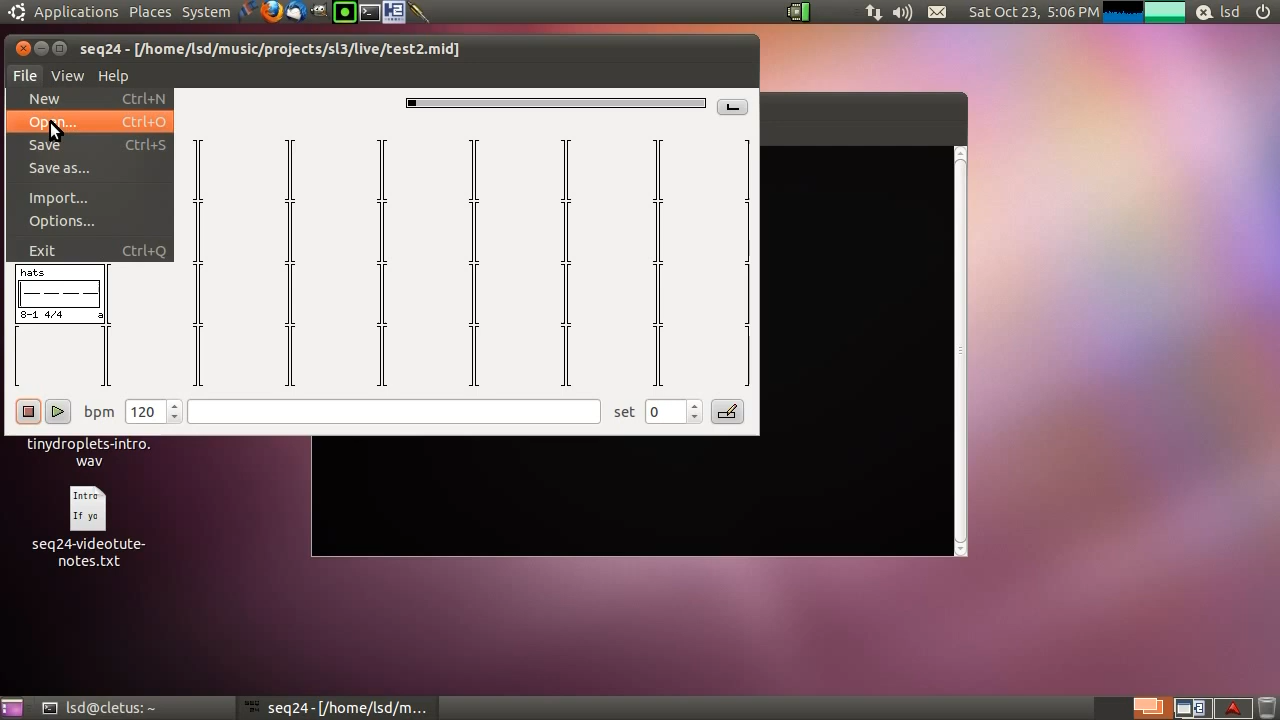 Applications Places System
Sat Oct 23, 5:06 PM
lsd
seq24 - [/home/lsd/music/projects/sl3/live/test2.mid]
File View Help
New Ctrl+N
Open... Ctrl+O
Save Ctrl+S
Save as...
Import...
Options...
Exit Ctrl+Q
hats
8-1 4/4 a
bpm 120
set 0
tinydroplets-intro.
wav
Intro
If yo
seq24-videotute-
notes.txt
lsd@cletus: ~
seq24 - [/home/lsd/m...